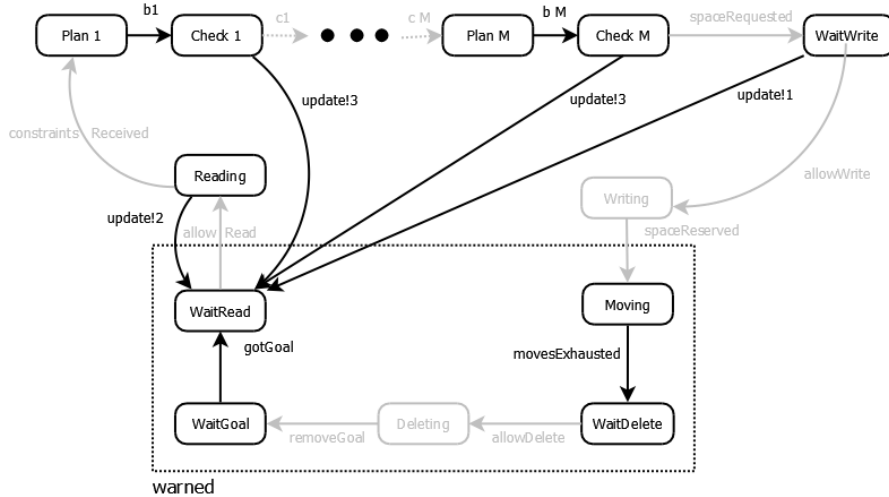 b1
c1
c M
b M
spaceRequested
Plan 1
Check 1
Plan M
Check M
WaitWrite
update!3
update!3
update!1
constraints Received
Reading
allowWrite
Writing
update!2
allow Read
spaceReserved
WaitRead
Moving
gotGoal
movesExhausted
WaitGoal
Deleting
WaitDelete
removeGoal
allowDelete
warned